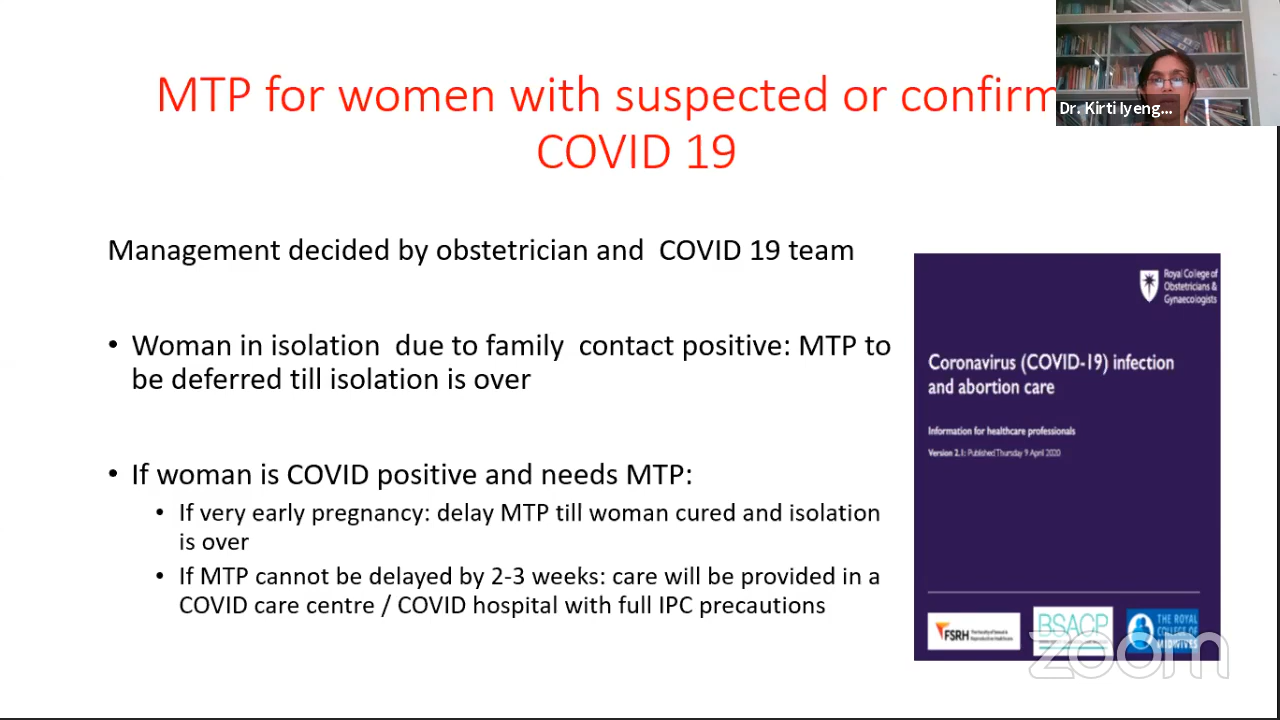 MTP for women with suspected or confirm
COVID 19
Dr. Kirti Iyeng...
Management decided by obstetrician and COVID 19 team
• Woman in isolation due to family contact positive: MTP to
be deferred till isolation is over
• If woman is COVID positive and needs MTP:
• If very early pregnancy: delay MTP till woman cured and isolation
is over
• If MTP cannot be delayed by 2-3 weeks: care will be provided in a
COVID care centre / COVID hospital with full IPC precautions
Royal College of
Obstetricians &
Gynaecologists
Coronavirus (COVID-19) infection
and abortion care
Information for healthcare professionals
Version 2.1: Published Thursday 9 April 2020
FSRH
BSACP
THE ROYAL
COLLEGE OF
MIDWIVES
zoom